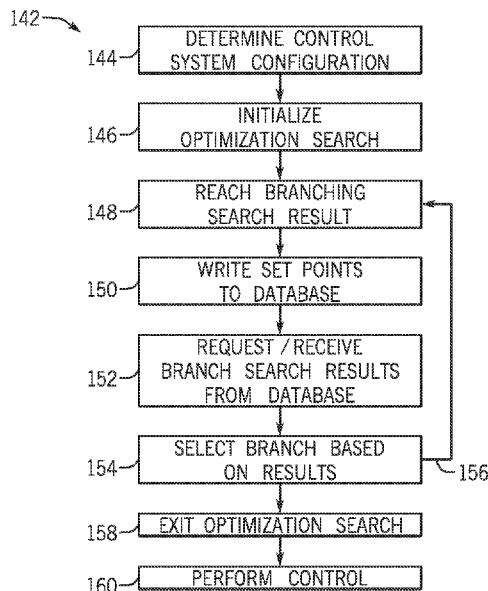 142
144
DETERMINE CONTROL
SYSTEM CONFIGURATION
146
INITIALIZE
OPTIMIZATION SEARCH
148
REACH BRANCHING
SEARCH RESULT
150
WRITE SET POINTS
TO DATABASE
152
REQUEST/RECEIVE
BRANCH SEARCH RESULTS
FROM DATABASE
154
SELECT BRANCH BASED
ON RESULTS
156
158
EXIT OPTIMIZATION SEARCH
160
PERFORM CONTROL